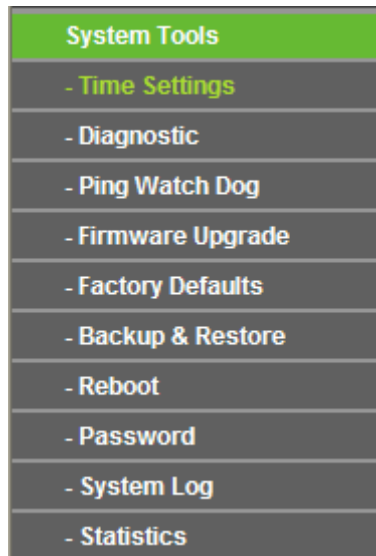 System Tools
- Time Settings
- Diagnostic
- Ping Watch Dog
- Firmware Upgrade
- Factory Defaults
- Backup & Restore
- Reboot
- Password
- System Log
- Statistics